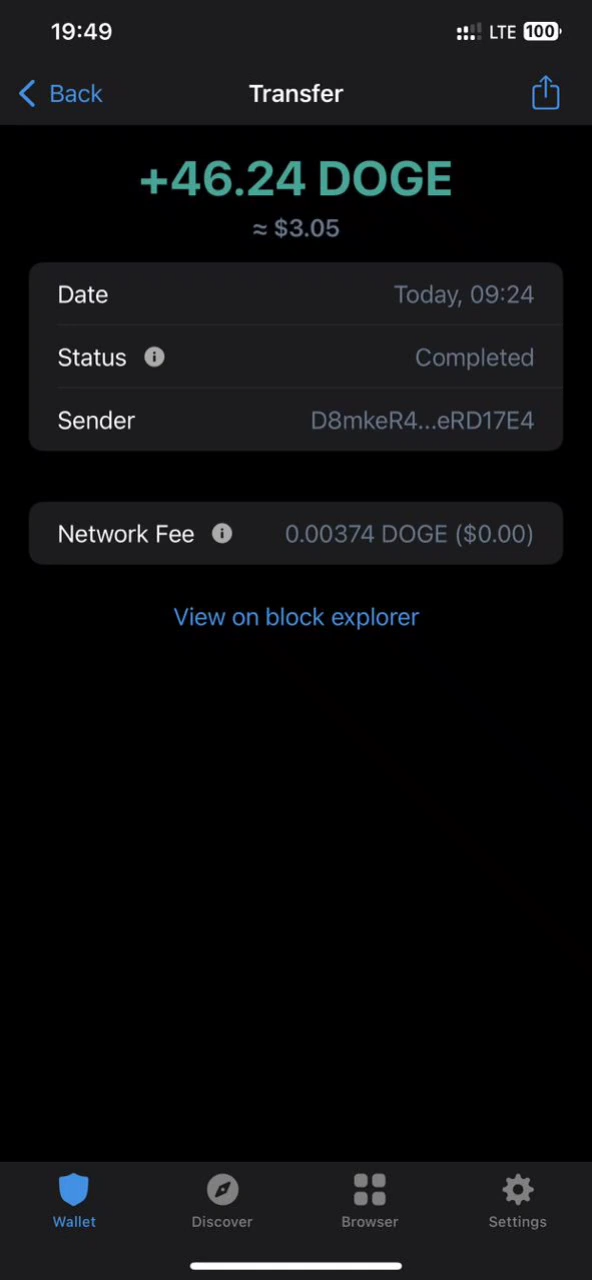 19:49 LTE 100
Back Transfer
+46.24 DOGE
≈ $3.05
Date Today, 09:24
Status Completed
Sender D8mkeR4...eRD17E4
Network Fee 0.00374 DOGE ($0.00)
View on block explorer
Wallet Discover Browser Settings